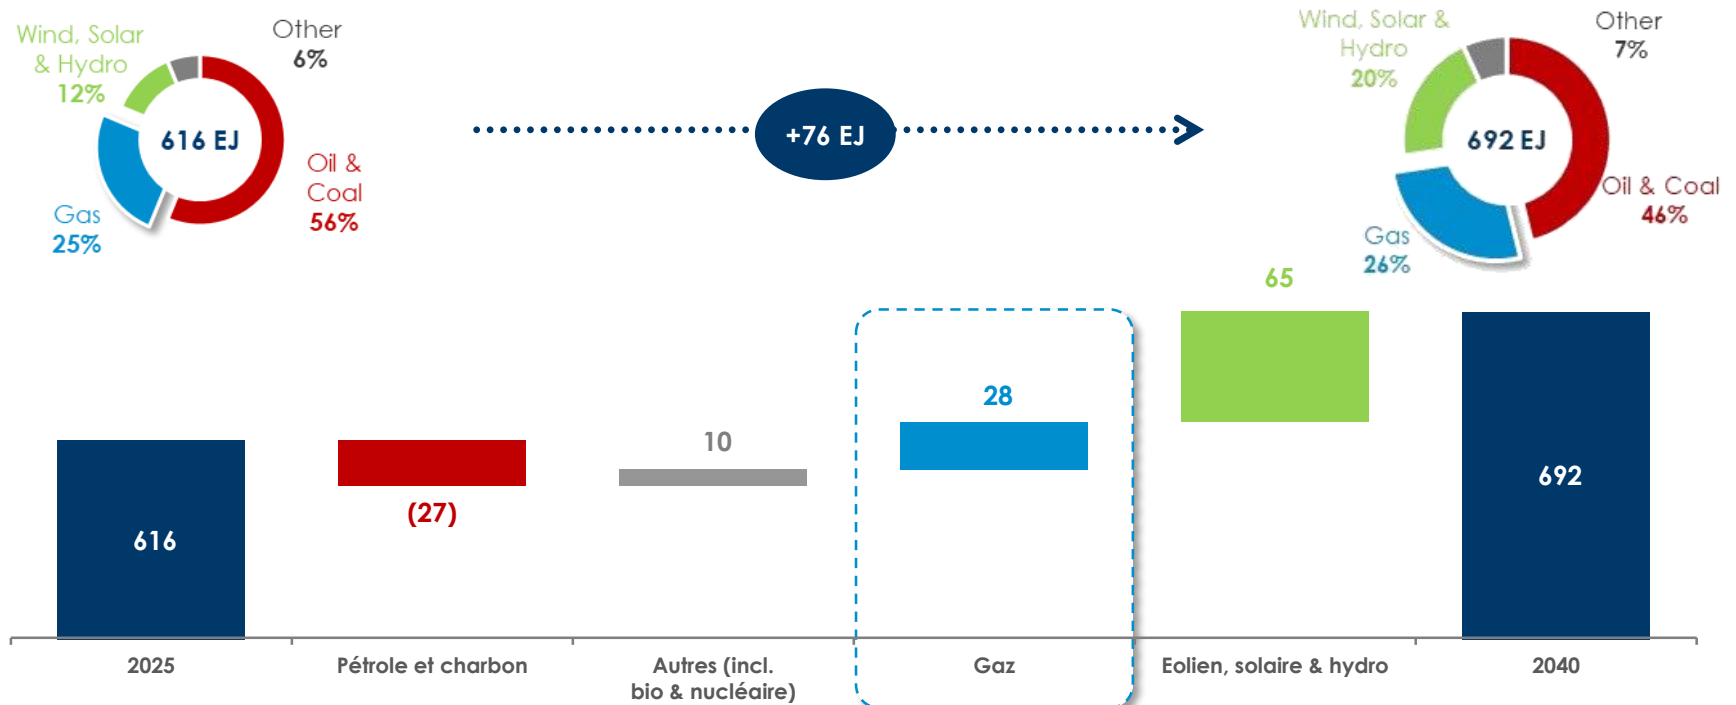 Wind, Solar
& Hydro
12%
Other
6%
616 EJ
Oil &
Coal
56%
Gas
25%
+76 EJ
Wind, Solar &
Hydro
20%
Other
7%
692 EJ
Oil & Coal
46%
Gas
26%
616
(27)
10
28
65
692
2025
Pétrole et charbon
Autres (incl.
bio & nucléaire)
Gaz
Eolien, solaire & hydro
2040